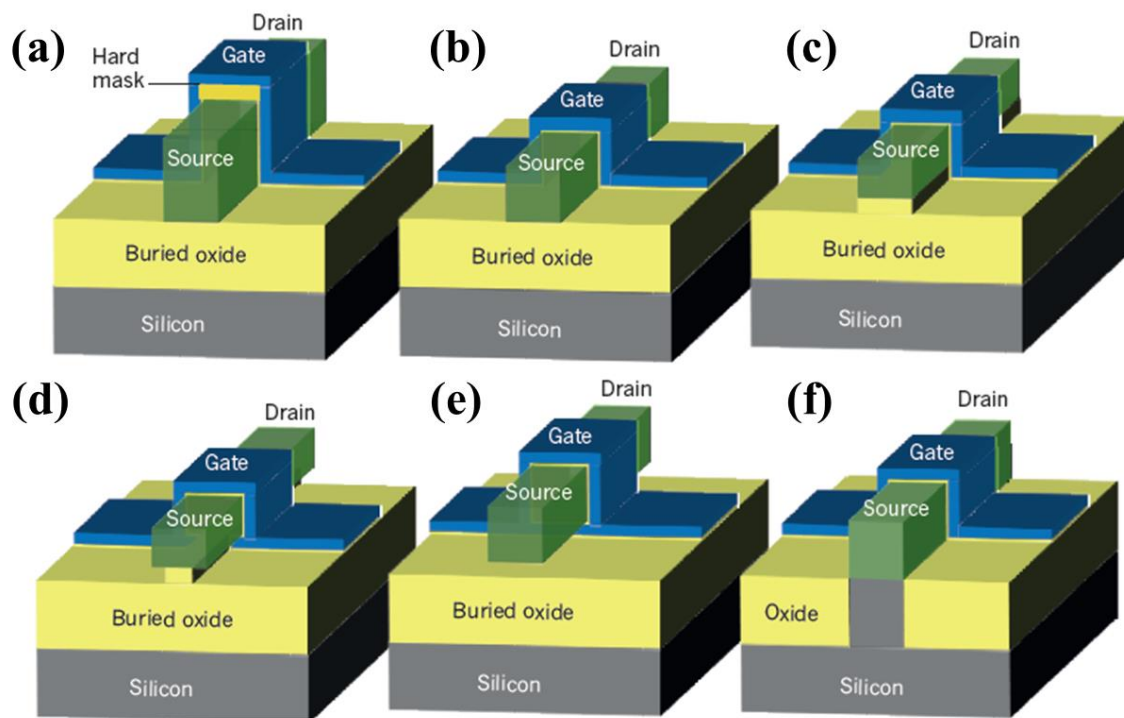 (a)
Drain
Gate
Hard
mask
Source
Buried oxide
Silicon
(b)
Drain
Gate
Source
Buried oxide
Silicon
(c)
Drain
Gate
Source
Buried oxide
Silicon
(d)
Drain
Gate
Source
Buried oxide
Silicon
(e)
Drain
Gate
Source
Buried oxide
Silicon
(f)
Drain
Gate
Source
Oxide
Silicon